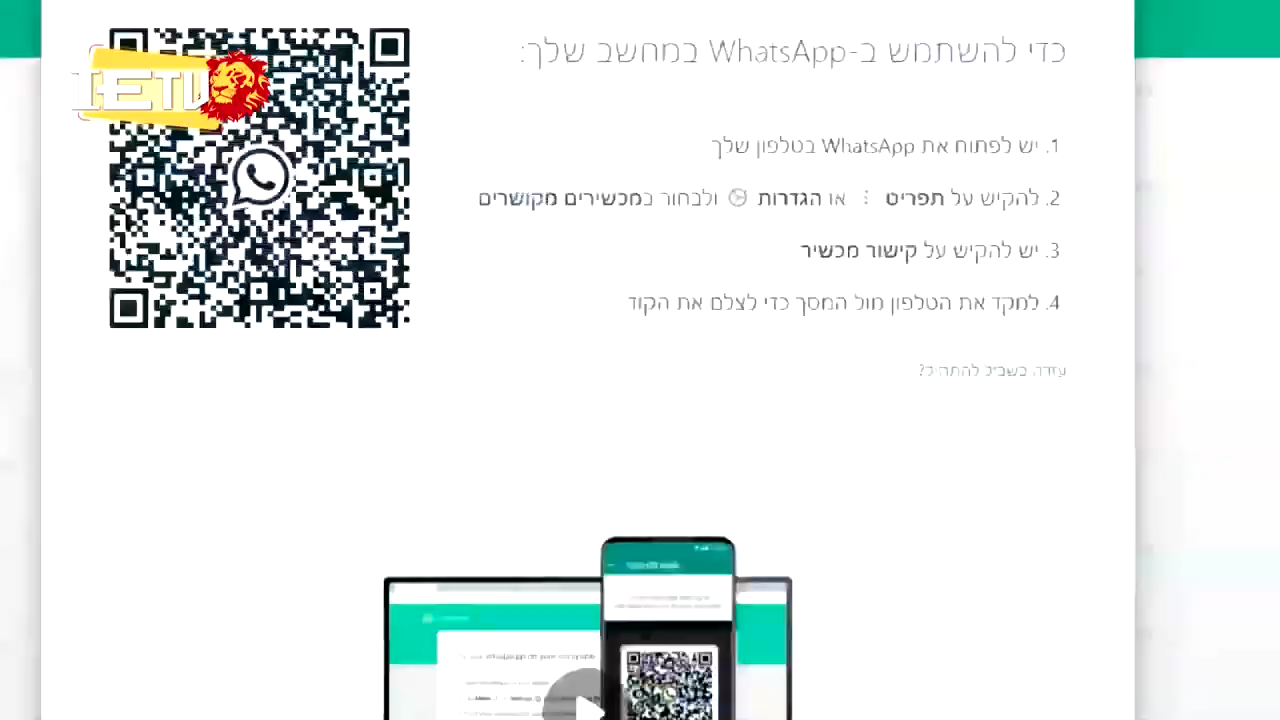 IETV
כדי להשתמש ב-WhatsApp במחשב שלך:
1. יש לפתוח את WhatsApp בטלפון שלך
2. להקיש על תפריט או הגדרות ולבחור במכשירים מקושרים
3. יש להקיש על קישור מכשיר
4. למקד את הטלפון מול המסך כדי לצלם את הקוד
עזרה בשביל להתחיל?